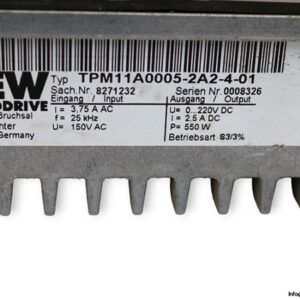 EW Typ TPM11A0005-2A2-4-01
ODRIVE Sach.Nr. 8271232 Serien Nr. 0008326
Bruchsal Eingang / Input Ausgang / Output
hter I = 3,75 A AC U = 0...220V DC
Germany f = 25 kHz I = 2,5 A DC
U = 150V AC P = 550 W
Betriebsart S3/3%